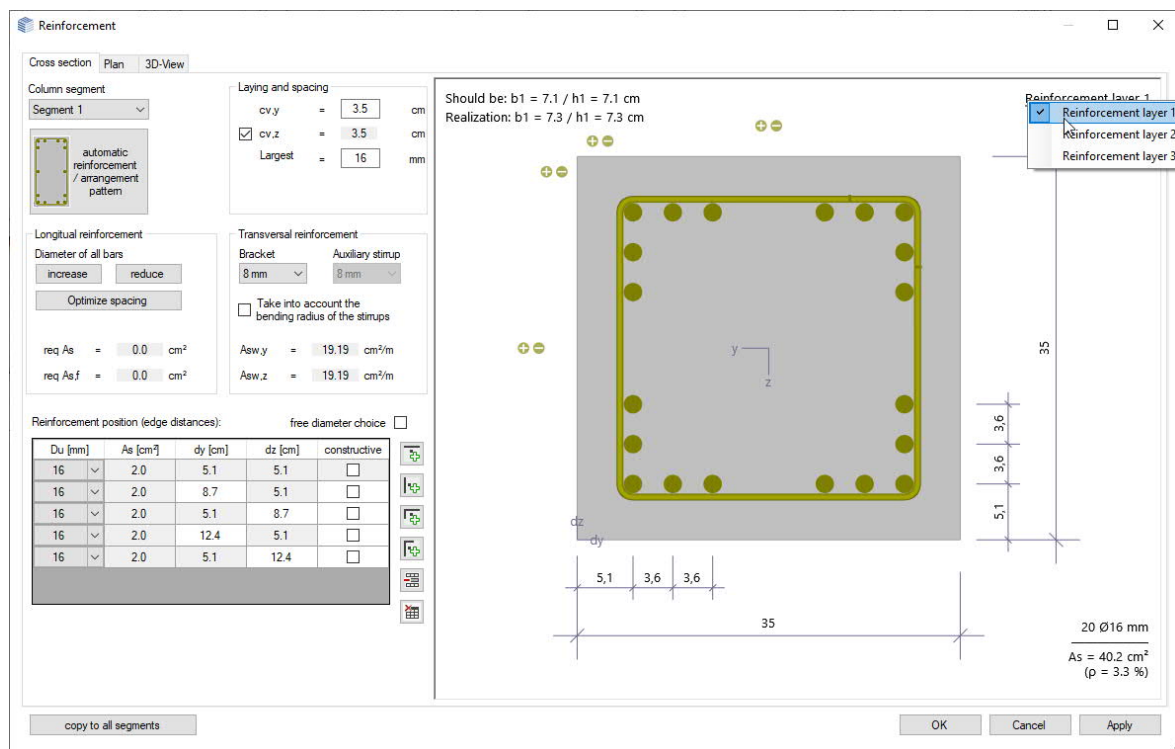 Reinforcement
Cross section Plan 3D-View
Column segment
Segment 1
automatic
reinforcement
/ arrangement
pattern
Laying and spacing
cv,y = 3.5 cm
cv,z = 3.5 cm
Largest = 16 mm
Longitual reinforcement
Diameter of all bars
increase reduce
Optimize spacing
req As = 0.0 cm²
req As,f = 0.0 cm²
Transversal reinforcement
Bracket Auxiliary stirrup
8 mm 8 mm
Take into account the
bending radius of the stirrups
Asw,y = 19.19 cm²/m
Asw,z = 19.19 cm²/m
Reinforcement position (edge distances): free diameter choice
Du [mm] As [cm²] dy [cm] dz [cm] constructive
16 2.0 5.1 5.1
16 2.0 8.7 5.1
16 2.0 5.1 8.7
16 2.0 12.4 5.1
16 2.0 5.1 12.4
Should be: b1 = 7.1 / h1 = 7.1 cm
Realization: b1 = 7.3 / h1 = 7.3 cm
Reinforcement layer 1
Reinforcement layer 1
Reinforcement layer 2
Reinforcement layer 3
y
z
35
3,6
3,6
5,1
dz
dy
5,1 3,6 3,6
35
20 Ø16 mm
As = 40.2 cm²
(ρ = 3.3 %)
copy to all segments
OK Cancel Apply